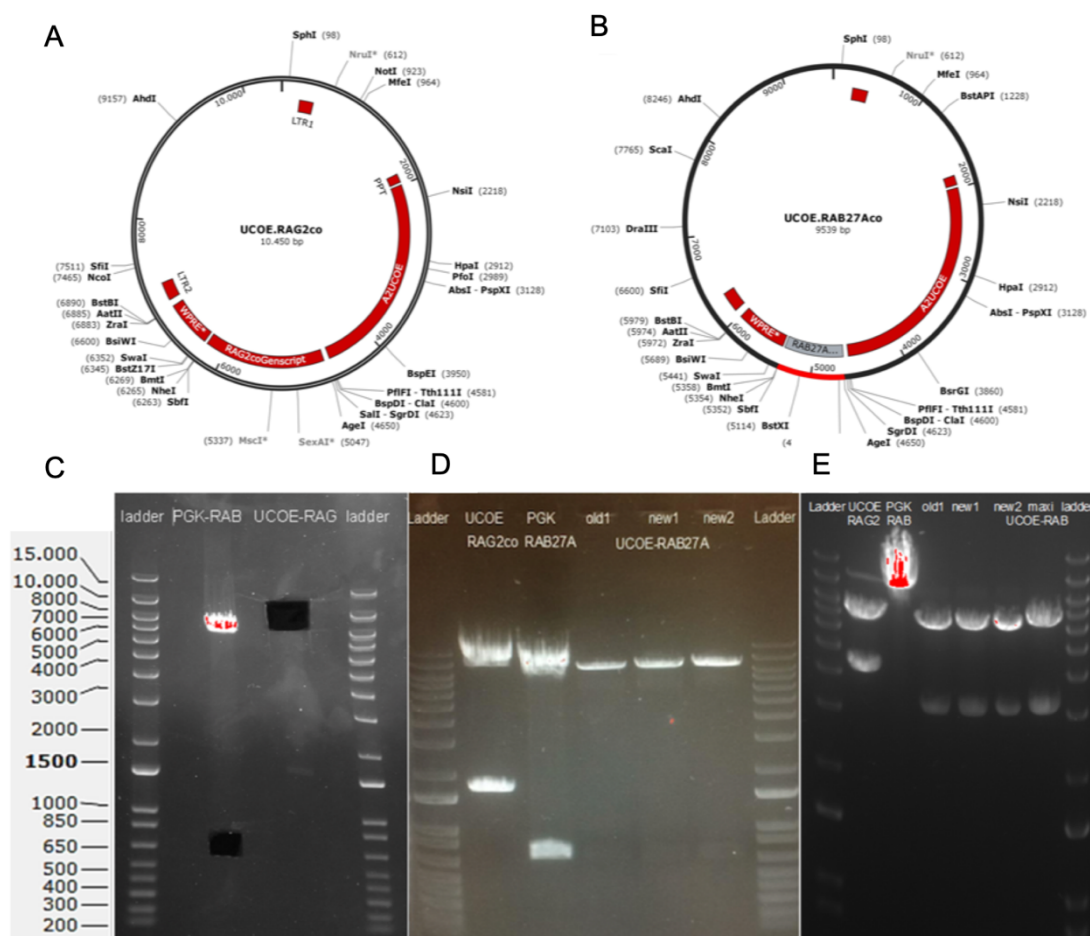 A
SphI (98)
NruI* (612)
NotI (923)
MfeI (964)
(9157) AhdI
10.000
LTR1
2000
PPT
NsiI (2218)
UCOE.RAG2co
10.450 bp
8000
A2UCOE
HpaI (2912)
PfoI (2989)
AbsI - PspXI (3128)
(7511) SfiI
(7465) NcoI
LTR2
(6890) BstBI
(6885) AatII
(6883) ZraI
WPRE*
RAG2coGenscript
4000
(6600) BsiWI
6000
BspEI (3950)
(6352) SwaI
(6345) BstZ17I
(6269) BmtI
(6265) NheI
(6263) SbfI
PflFI - Tth111I (4581)
BspDI - ClaI (4600)
SalI - SgrDI (4623)
AgeI (4650)
(5337) MscI*
SexAI* (5047)
B
SphI (98)
NruI* (612)
MfeI (964)
BstAPI (1228)
9000
1000
(8246) AhdI
8000
(7765) ScaI
2000
NsiI (2218)
UCOE.RAB27Aco
9539 bp
(7103) DraIII
7000
A2UCOE
3000
HpaI (2912)
AbsI - PspXI (3128)
(6600) SfiI
(5979) BstBI
(5974) AatII
(5972) ZraI
6000
WPRE*
RAB27A...
5000
4000
(5689) BsiWI
BsrGI (3860)
(5441) SwaI
(5358) BmtI
(5354) NheI
(5352) SbfI
(5114) BstXI
(4
PflFI - Tth111I (4581)
BspDI - ClaI (4600)
SgrDI (4623)
AgeI (4650)
C
ladder PGK-RAB UCOE-RAG ladder
15.000
10.000
8000
7000
6000
5000
4000
3000
2000
1500
1000
850
650
500
400
300
200
D
Ladder UCOE PGK old1 new1 new2 Ladder
RAG2co RAB27A UCOE-RAB27A
E
Ladder UCOE PGK old1 new1 new2 maxi ladder
RAG2 RAB UCOE-RAB